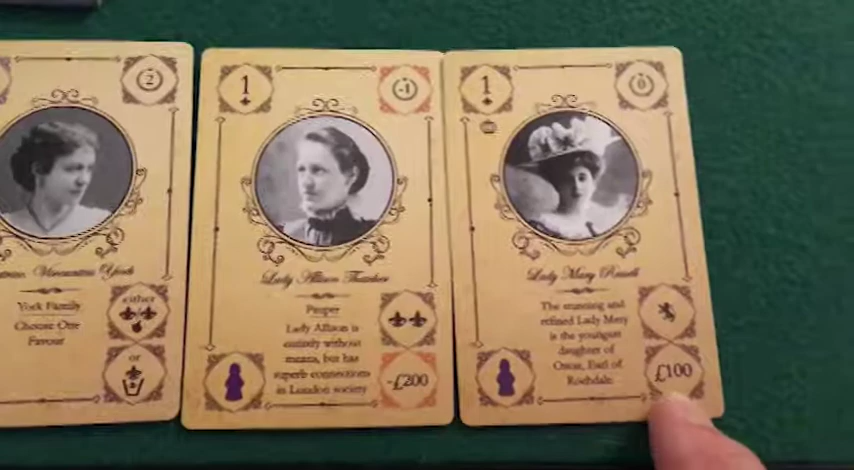 2
Viscountess York
York Family
Choose One
Favour
either
or
1
-1
Lady Allison Thatcher
Pauper
Lady Allison is
entirely without
means, but has
superb connections
in London society
-£200
1
0
Lady Mary Russell
The stunning and
refined Lady Mary
is the youngest
daughter of
Owen, Earl of
Rochdale
£100